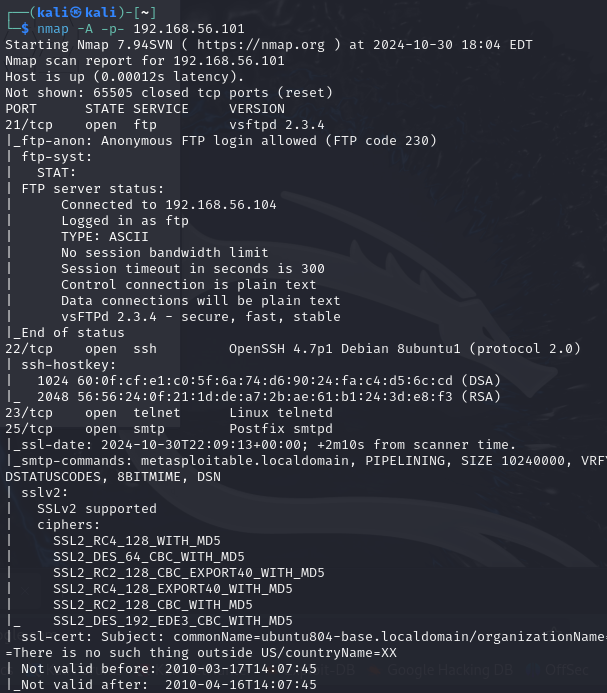 ┌──(kali㉿kali)-[~]
└─$ nmap -A -p- 192.168.56.101
Starting Nmap 7.94SVN ( https://nmap.org ) at 2024-10-30 18:04 EDT
Nmap scan report for 192.168.56.101
Host is up (0.00012s latency).
Not shown: 65505 closed tcp ports (reset)
PORT      STATE SERVICE     VERSION
21/tcp    open  ftp         vsftpd 2.3.4
|_ftp-anon: Anonymous FTP login allowed (FTP code 230)
| ftp-syst:
|   STAT:
| FTP server status:
|      Connected to 192.168.56.104
|      Logged in as ftp
|      TYPE: ASCII
|      No session bandwidth limit
|      Session timeout in seconds is 300
|      Control connection is plain text
|      Data connections will be plain text
|      vsFTPd 2.3.4 - secure, fast, stable
|_End of status
22/tcp    open  ssh         OpenSSH 4.7p1 Debian 8ubuntu1 (protocol 2.0)
| ssh-hostkey:
|   1024 60:0f:cf:e1:c0:5f:6a:74:d6:90:24:fa:c4:d5:6c:cd (DSA)
|_  2048 56:56:24:0f:21:1d:de:a7:2b:ae:61:b1:24:3d:e8:f3 (RSA)
23/tcp    open  telnet      Linux telnetd
25/tcp    open  smtp        Postfix smtpd
|_ssl-date: 2024-10-30T22:09:13+00:00; +2m10s from scanner time.
|_smtp-commands: metasploitable.localdomain, PIPELINING, SIZE 10240000, VRFY
DSTATUSCODES, 8BITMIME, DSN
| sslv2:
|   SSLv2 supported
|   ciphers:
|     SSL2_RC4_128_WITH_MD5
|     SSL2_DES_64_CBC_WITH_MD5
|     SSL2_RC2_128_CBC_EXPORT40_WITH_MD5
|     SSL2_RC4_128_EXPORT40_WITH_MD5
|     SSL2_RC2_128_CBC_WITH_MD5
|_    SSL2_DES_192_EDE3_CBC_WITH_MD5
| ssl-cert: Subject: commonName=ubuntu804-base.localdomain/organizationName=
=There is no such thing outside US/countryName=XX
| Not valid before: 2010-03-17T14:07:45
|_Not valid after:  2010-04-16T14:07:45
Google Hacking DB
OffSec